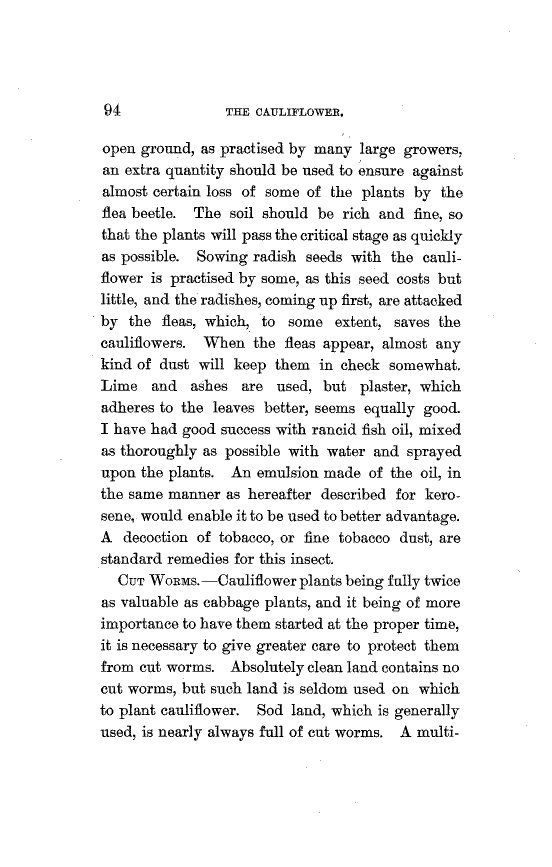 94 THE CAULIFLOWER.
open ground, as practised by many large growers,
an extra quantity should be used to ensure against
almost certain loss of some of the plants by the
flea beetle. The soil should be rich and fine, so
that the plants will pass the critical stage as quickly
as possible. Sowing radish seeds with the cauli-
flower is practised by some, as this seed costs but
little, and the radishes, coming up first, are attacked
by the fleas, which, to some extent, saves the
cauliflowers. When the fleas appear, almost any
kind of dust will keep them in check somewhat.
Lime and ashes are used, but plaster, which
adheres to the leaves better, seems equally good.
I have had good success with rancid fish oil, mixed
as thoroughly as possible with water and sprayed
upon the plants. An emulsion made of the oil, in
the same manner as hereafter described for kero-
sene, would enable it to be used to better advantage.
A decoction of tobacco, or fine tobacco dust, are
standard remedies for this insect.
CUT WORMS.—Cauliflower plants being fully twice
as valuable as cabbage plants, and it being of more
importance to have them started at the proper time,
it is necessary to give greater care to protect them
from cut worms. Absolutely clean land contains no
cut worms, but such land is seldom used on which
to plant cauliflower. Sod land, which is generally
used, is nearly always full of cut worms. A multi-